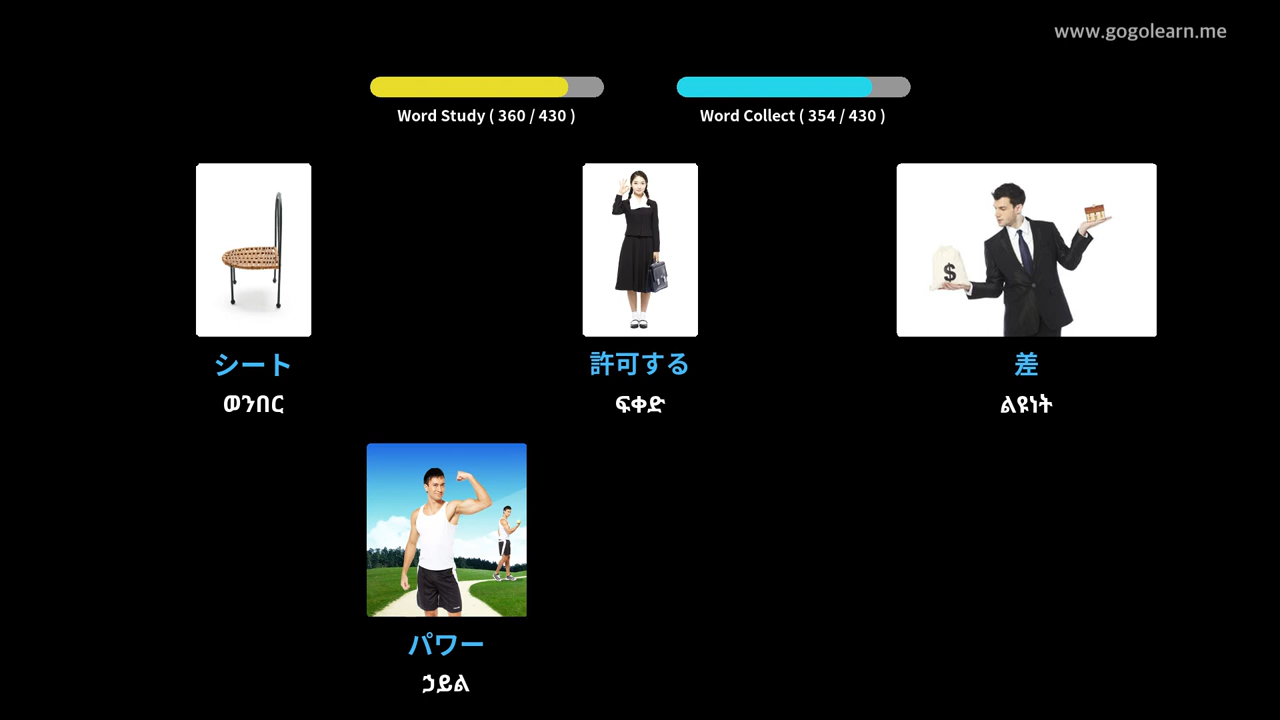 www.gogolearn.me
Word Study ( 360 / 430 )
Word Collect ( 354 / 430 )
$
シート
許可する
差
ወንበር
ፍቀድ
ልዩነት
パワー
ኃይል